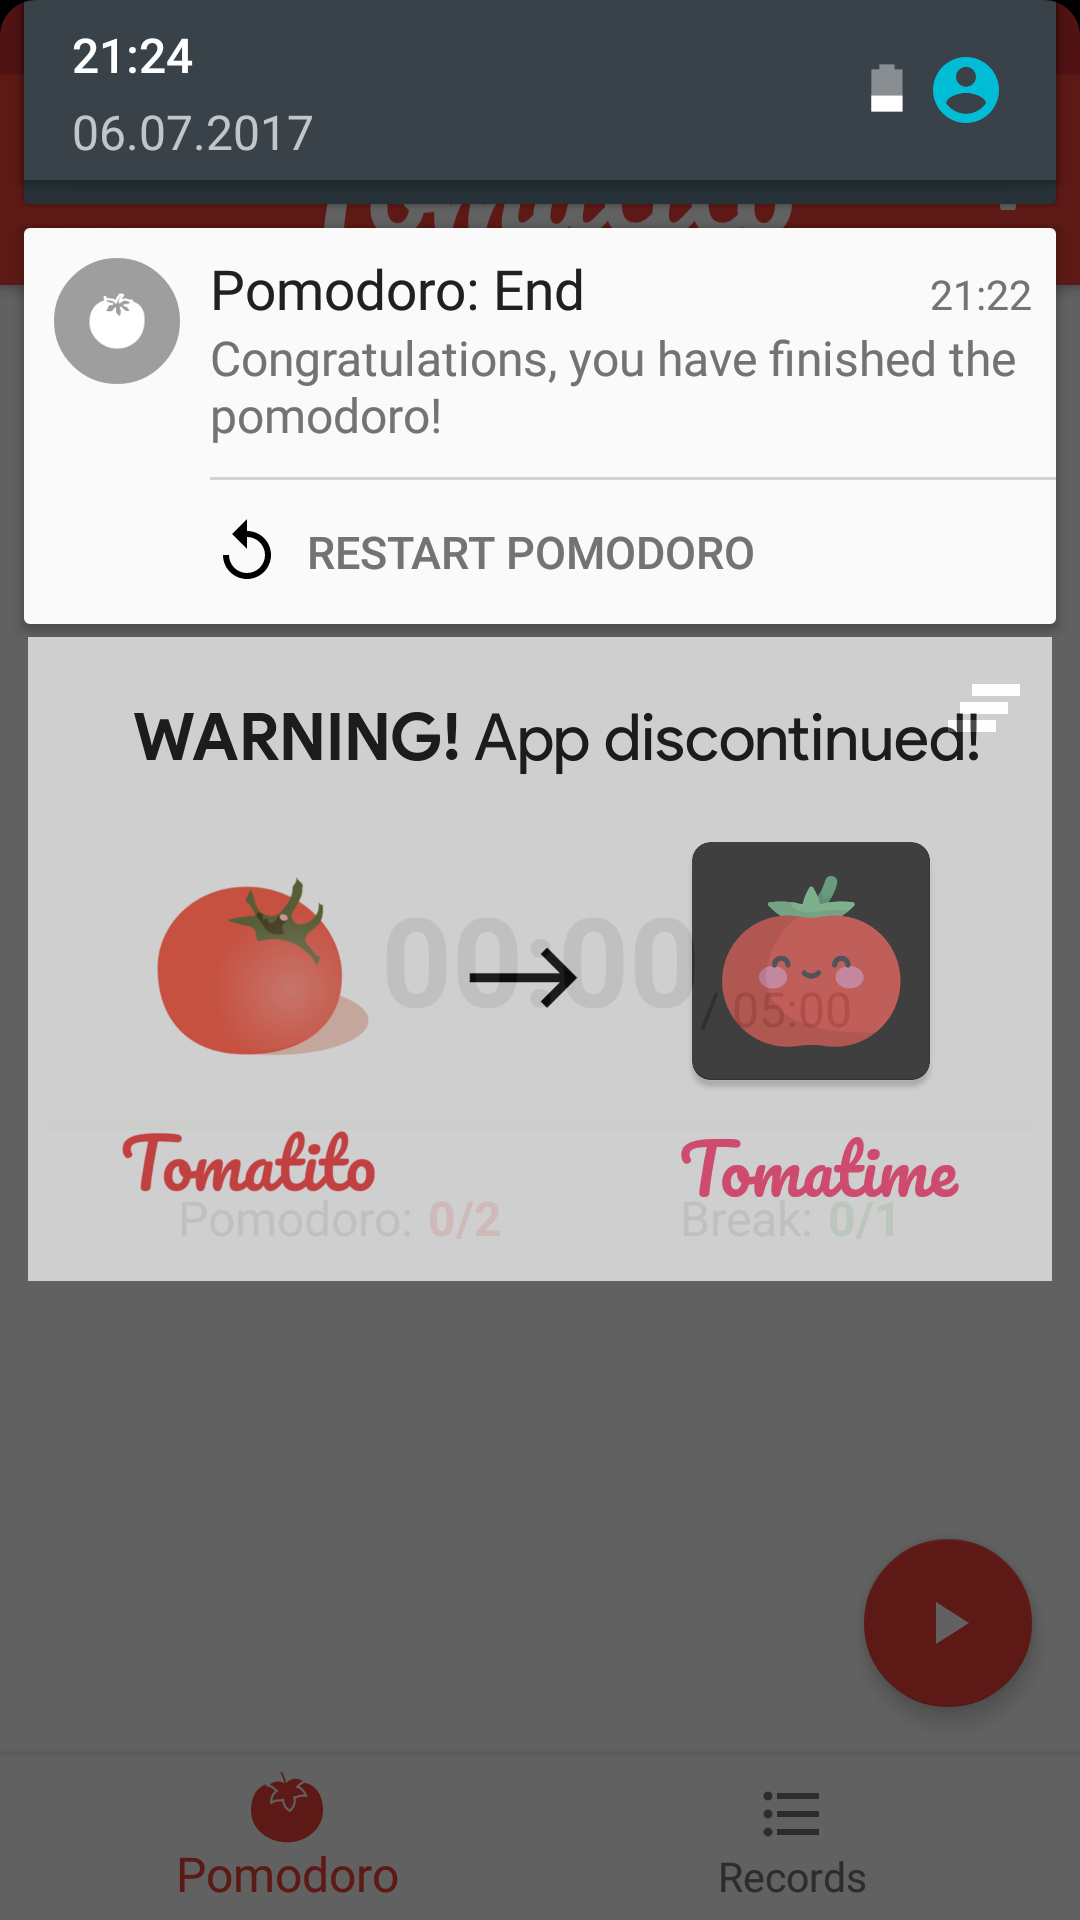 21:24
06.07.2017
Tomatito
Pomodoro: End
21:22
Congratulations, you have finished the
pomodoro!
RESTART POMODORO
WARNING! App discontinued!
00:00
/ 05:00
Tomatito
Tomatime
Pomodoro: 0/2
Break: 0/1
Pomodoro
Records